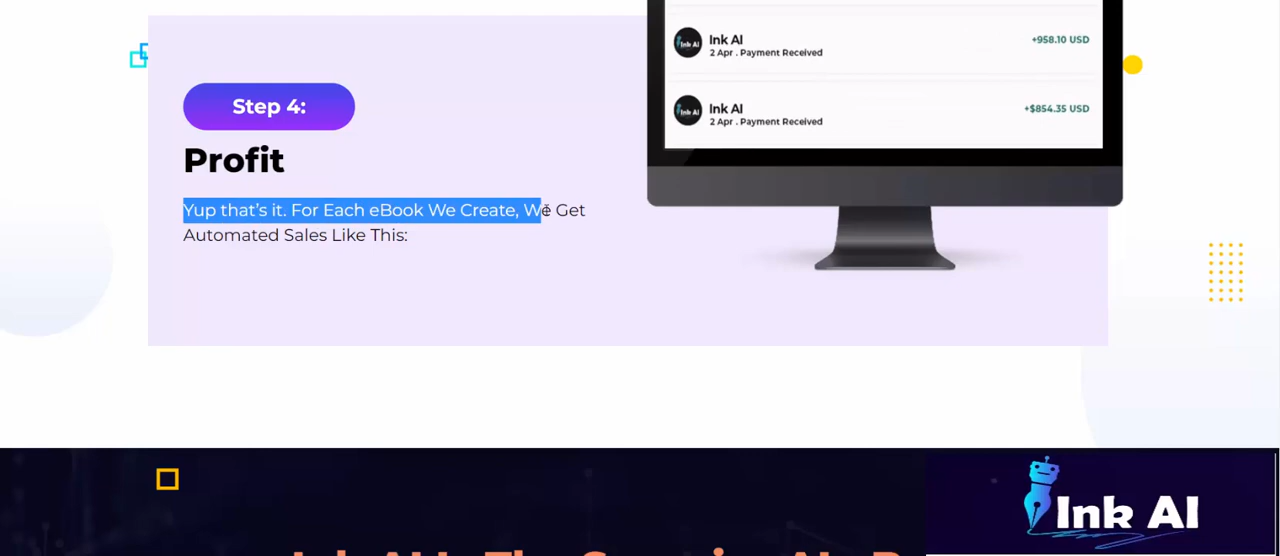 Ink AI
+958.10 USD
2 Apr . Payment Received
Ink AI
+$854.35 USD
2 Apr . Payment Received
Step 4:
Profit
Yup that's it. For Each eBook We Create, We Get
Automated Sales Like This:
Ink AI